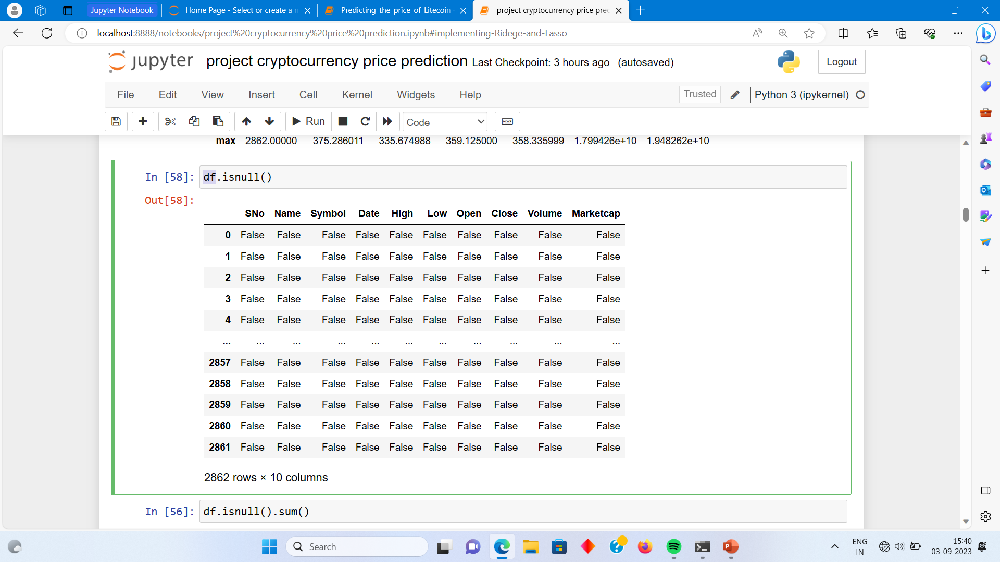 Jupyter Notebook
Home Page - Select or create a n
Predicting_the_price_of_Litecoin
project cryptocurrency price prec
localhost:8888/notebooks/project%20cryptocurrency%20price%20prediction.ipynb#implementing-Ridege-and-Lasso
jupyter project cryptocurrency price prediction Last Checkpoint: 3 hours ago (autosaved)
Logout
File Edit View Insert Cell Kernel Widgets Help
Trusted
Python 3 (ipykernel)
Run
Code
max 2862.00000 375.286011 335.674988 359.125000 358.335999 1.799426e+10 1.948262e+10
In [58]: df.isnull()
Out[58]:
SNo Name Symbol Date High Low Open Close Volume Marketcap
0 False False False False False False False False False False
1 False False False False False False False False False False
2 False False False False False False False False False False
3 False False False False False False False False False False
4 False False False False False False False False False False
... ... ... ... ... ... ... ... ... ... ...
2857 False False False False False False False False False False
2858 False False False False False False False False False False
2859 False False False False False False False False False False
2860 False False False False False False False False False False
2861 False False False False False False False False False False
2862 rows × 10 columns
In [56]: df.isnull().sum()
Search
ENG
IN
15:40
03-09-2023